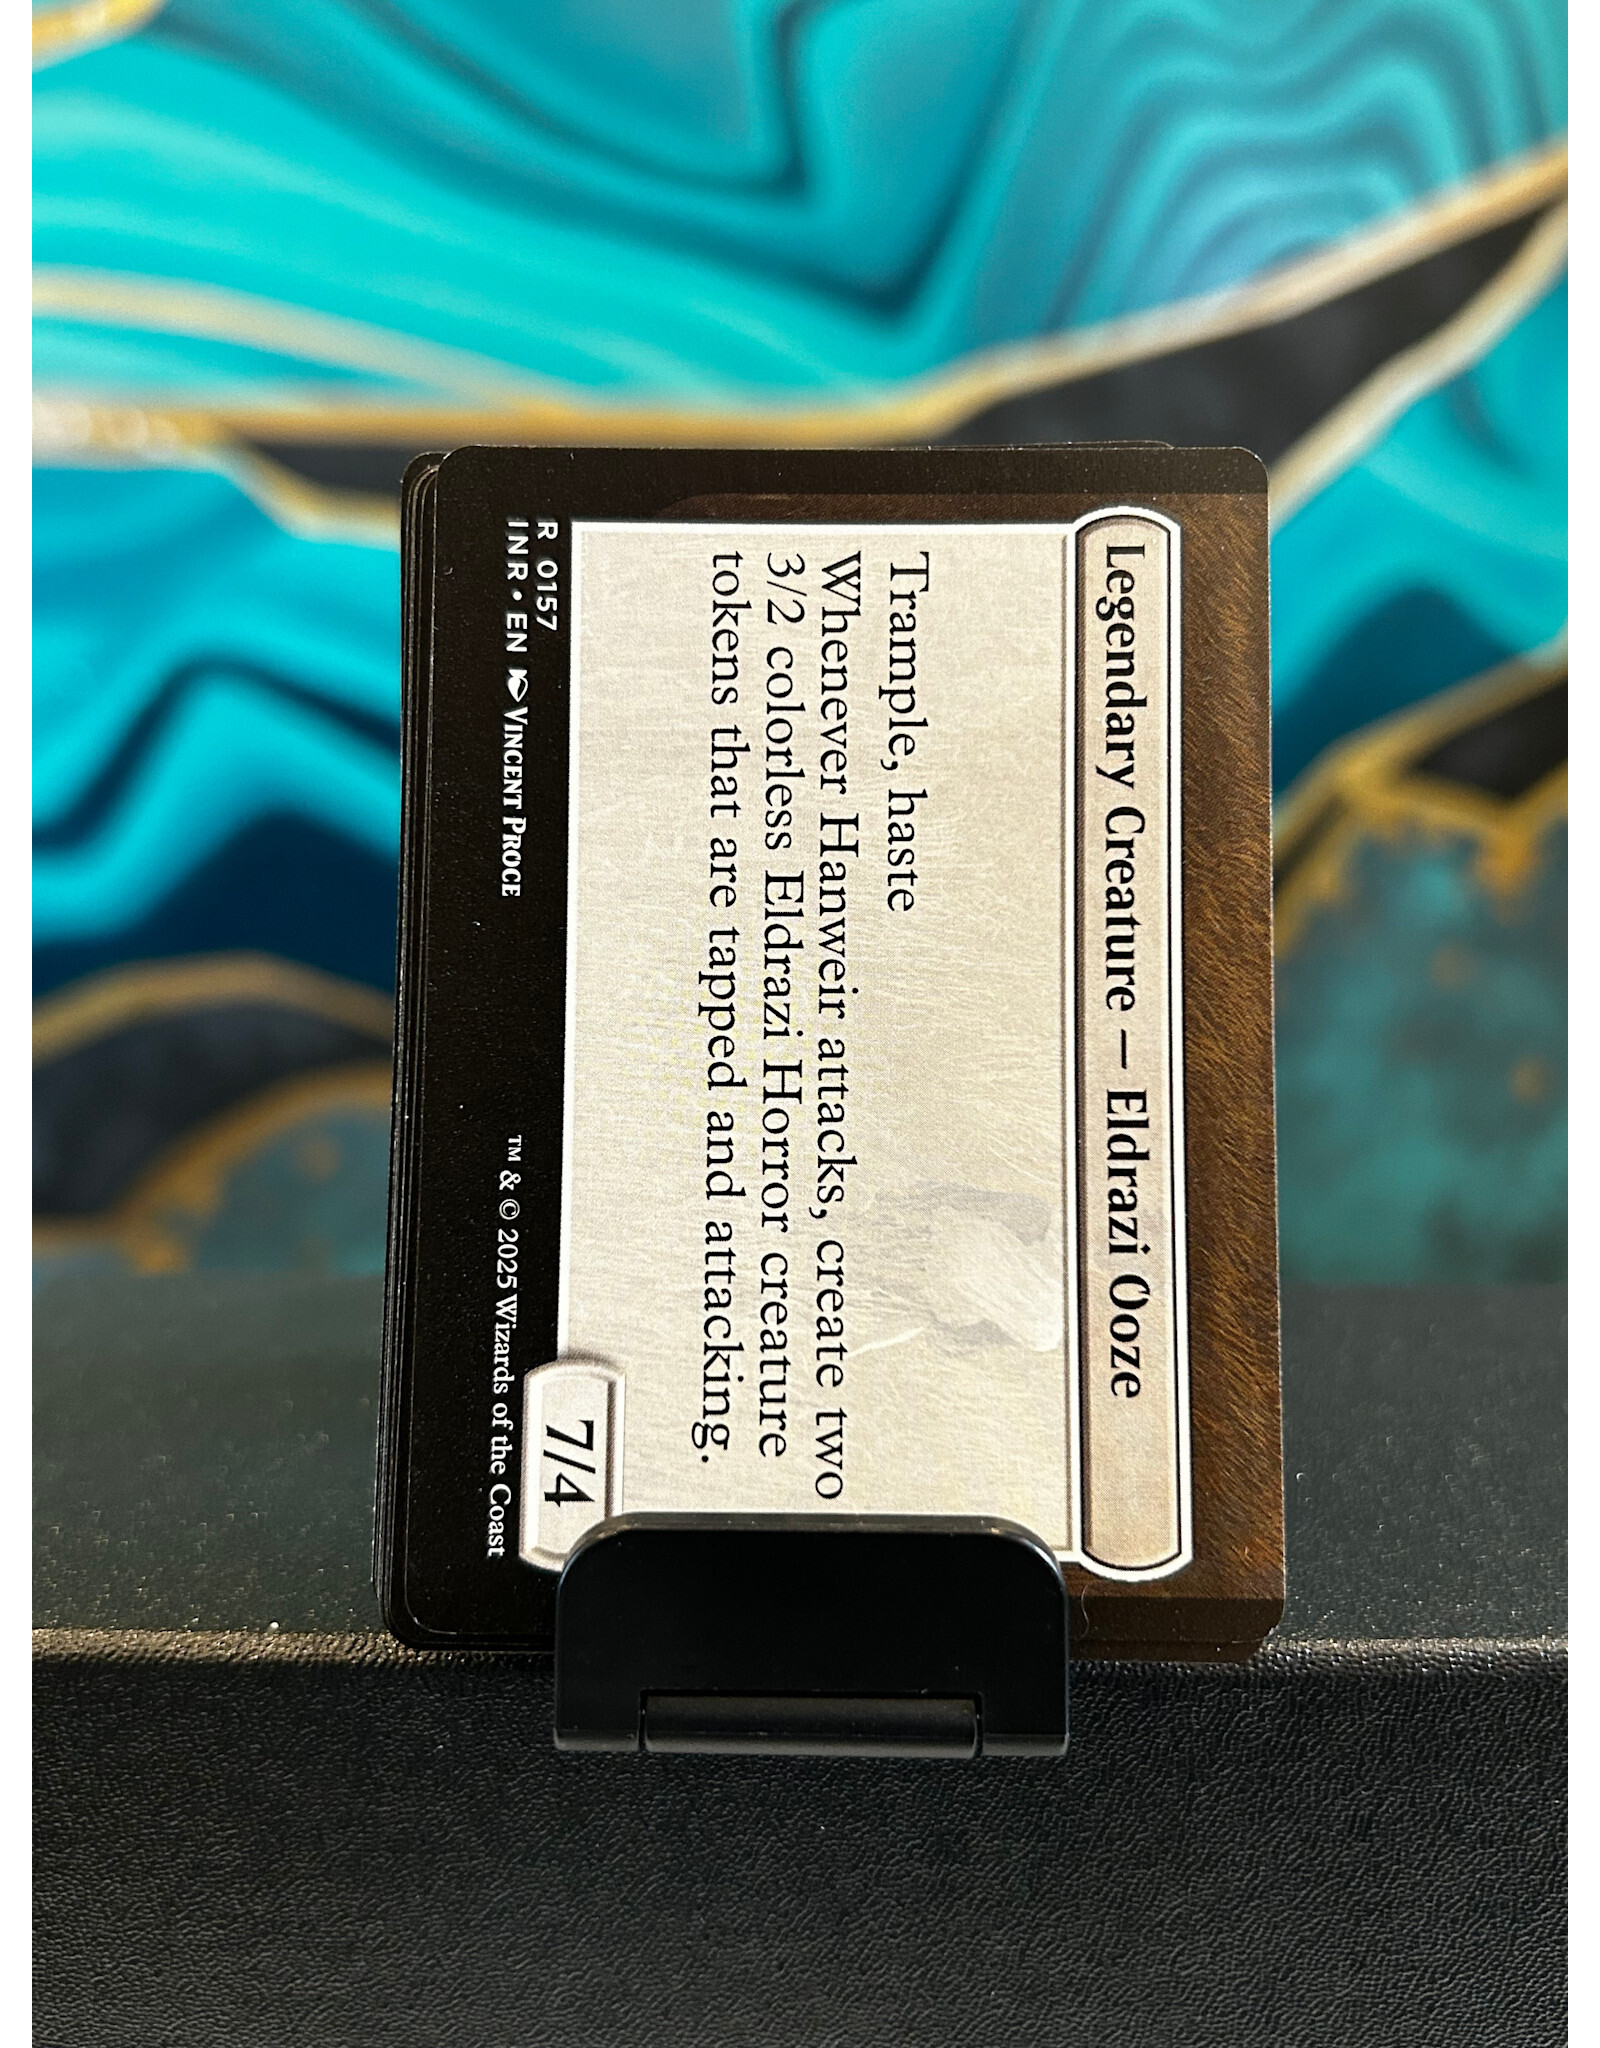 Legendary Creature — Eldrazi Ooze
Trample, haste
Whenever Hanweir attacks, create two
3/2 colorless Eldrazi Horror creature
tokens that are tapped and attacking.
7/4
R 0157
INR • EN VINCENT PROCE
™ & © 2025 Wizards of the Coast